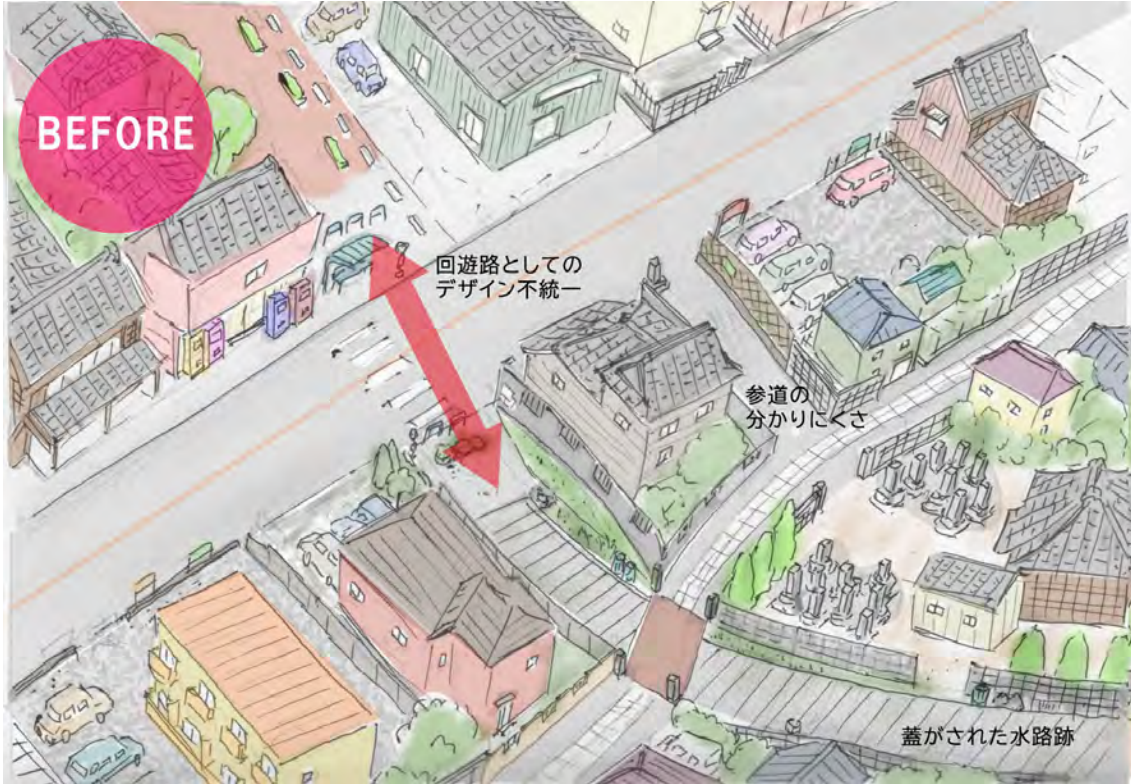 BEFORE
回遊路としての
デザイン不統一
参道の
分かりにくさ
蓋がされた水路跡